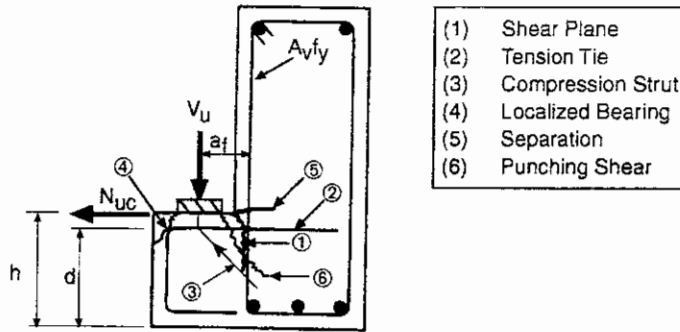 Avfy
Vu
af
④
⑤
②
Nuc
①
h
d
③
⑥
(1) Shear Plane
(2) Tension Tie
(3) Compression Strut
(4) Localized Bearing
(5) Separation
(6) Punching Shear